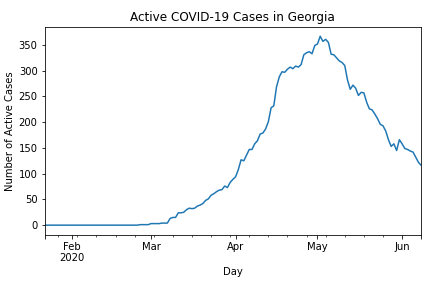 Active COVID-19 Cases in Georgia
Number of Active Cases
350
300
250
200
150
100
50
0
Feb
2020
Mar
Apr
May
Jun
Day